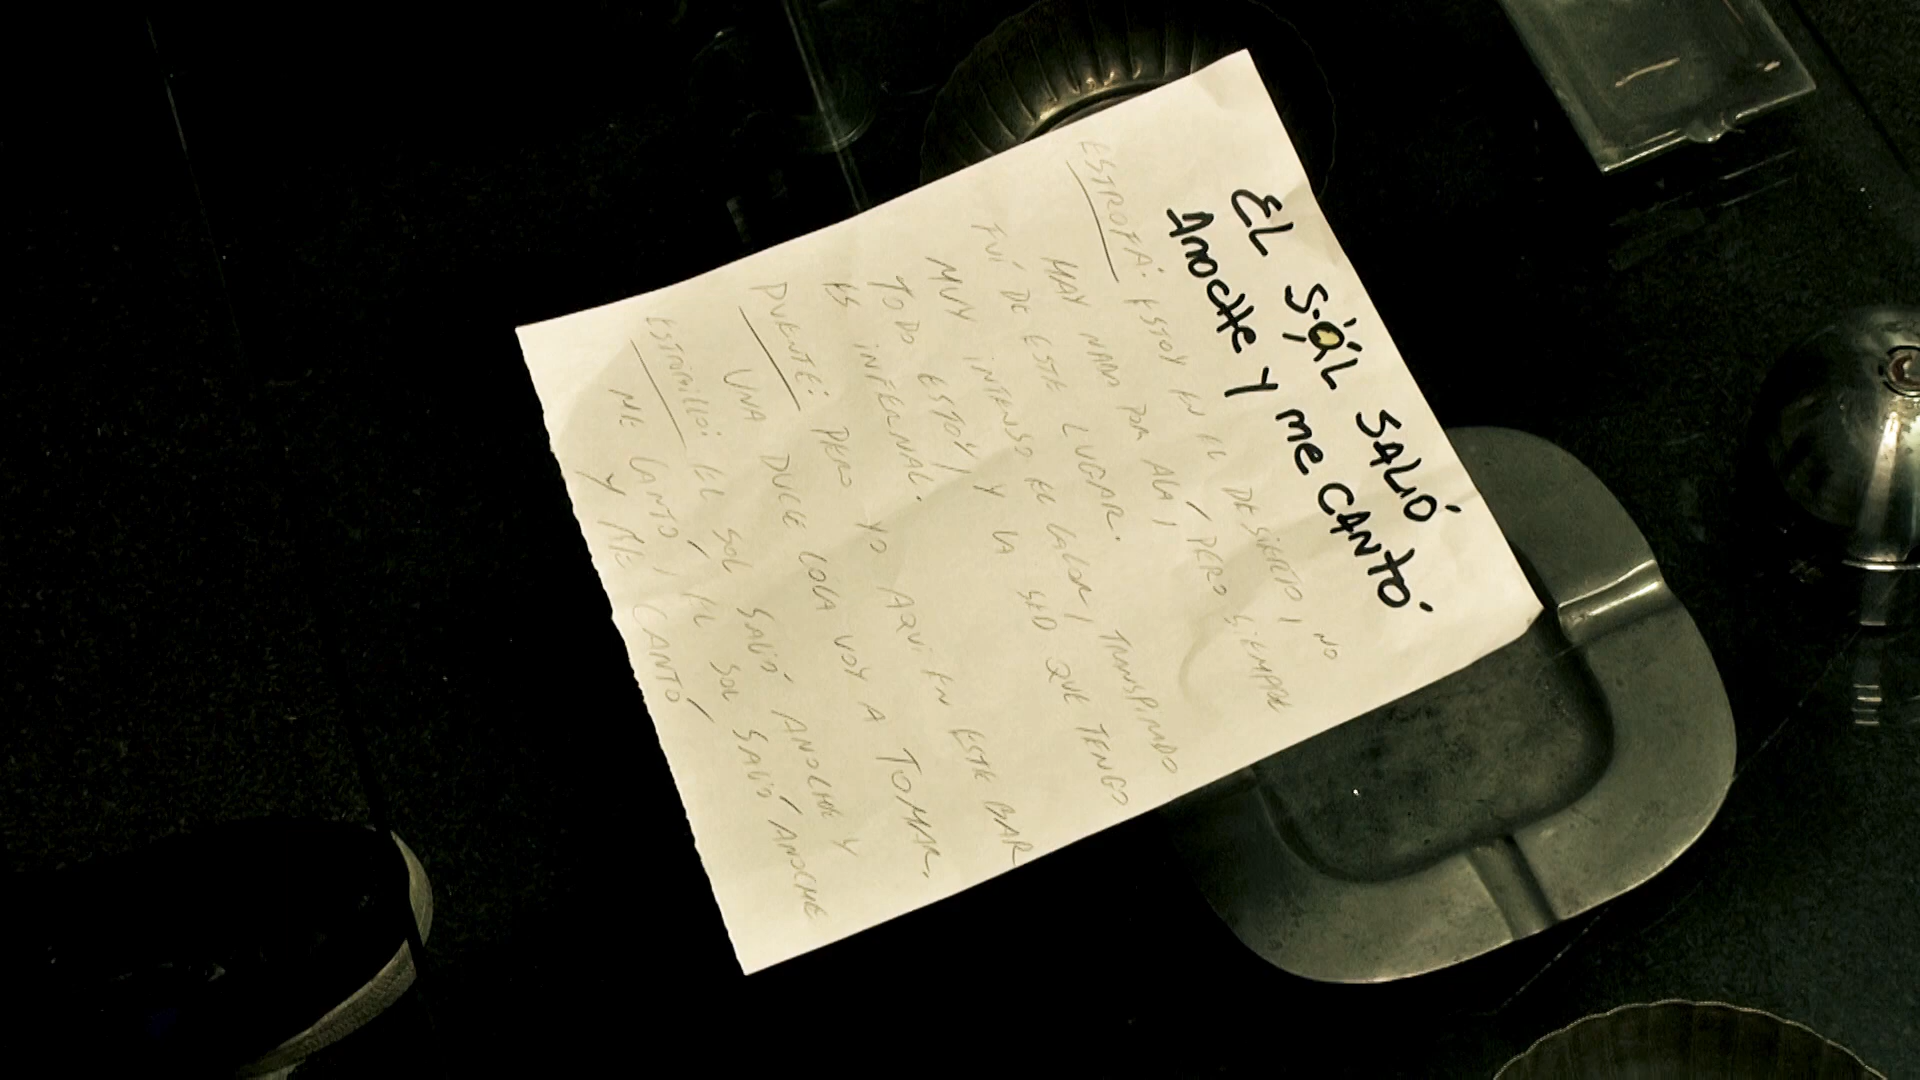 EL SOL SALIÓ
ANOCHE Y me CANTÓ
ESTROFA: ESTOY EN EL DESIERTO, NO
HAY NADA POR ALLÁ, PERO SIEMPRE
FUÍ DE ESTE LUGAR.
MUY INTENSO EL CALOR, TRANSPIRADO
TODO ESTOY, Y LA SED QUE TENGO
ES INFERNAL.
PUENTE: PERO YO AQUI EN ESTE BAR
UNA DULCE COCA VOY A TOMAR.
ESTRIBILLO: EL SOL SALIÓ ANOCHE Y
ME CANTÓ, EL SOL SALIÓ ANOCHE
Y ME CANTÓ